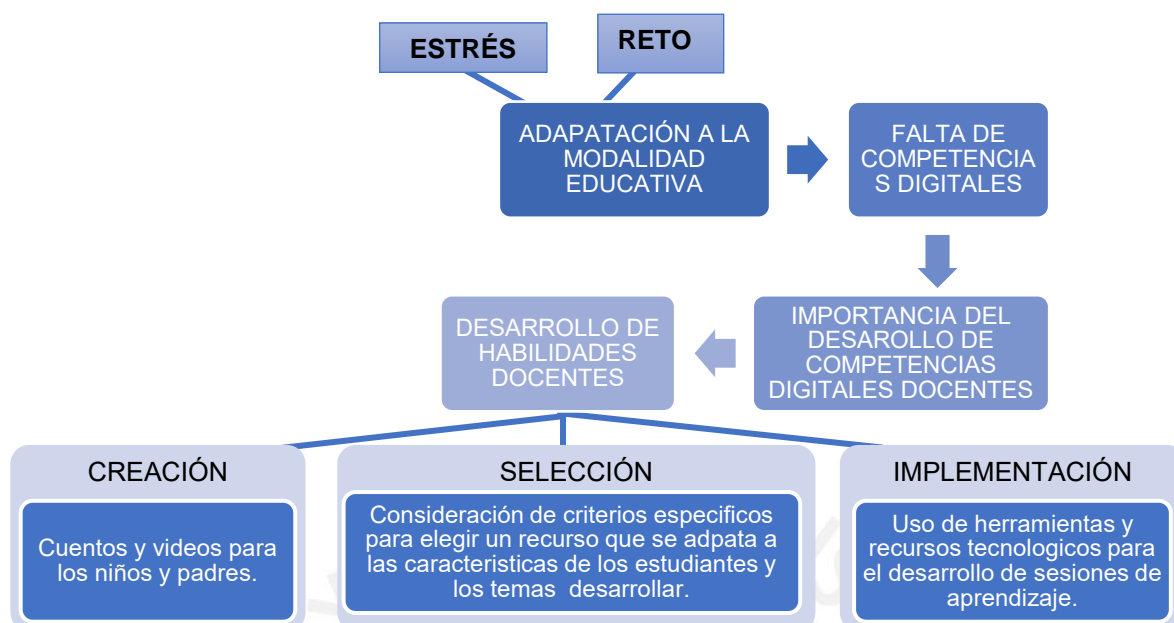 ESTRÉS
RETO
ADAPATACIÓN A LA
MODALIDAD
EDUCATIVA
FALTA DE
COMPETENCIA
S DIGITALES
IMPORTANCIA DEL
DESAROLLO DE
COMPETENCIAS
DIGITALES DOCENTES
DESARROLLO DE
HABILIDADES
DOCENTES
CREACIÓN
Cuentos y videos para
los niños y padres.
SELECCIÓN
Consideración de criterios especificos
para elegir un recurso que se adpata a
las caracteristicas de los estudiantes y
los temas desarrollar.
IMPLEMENTACIÓN
Uso de herramientas y
recursos tecnologicos para
el desarrollo de sesiones de
aprendizaje.